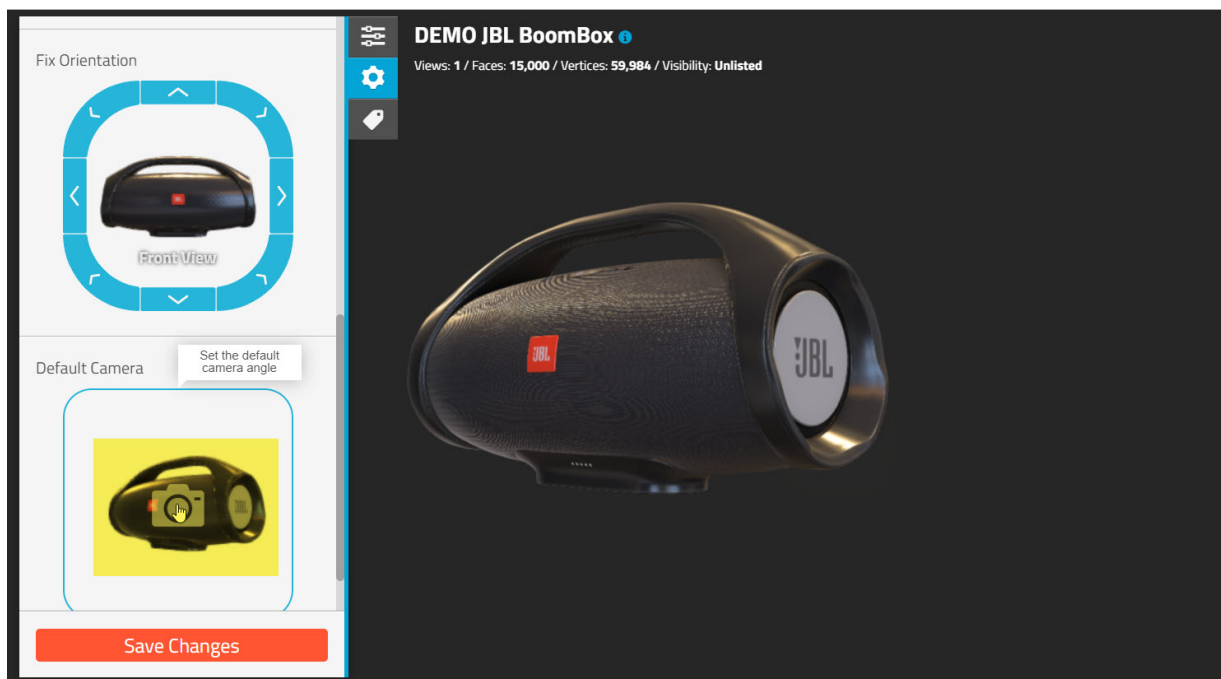 Fix Orientation
Front View
Default Camera
Set the default
camera angle
JBL
Save Changes
DEMO JBL BoomBox
Views: 1 / Faces: 15,000 / Vertices: 59,984 / Visibility: Unlisted
JBL
JBL